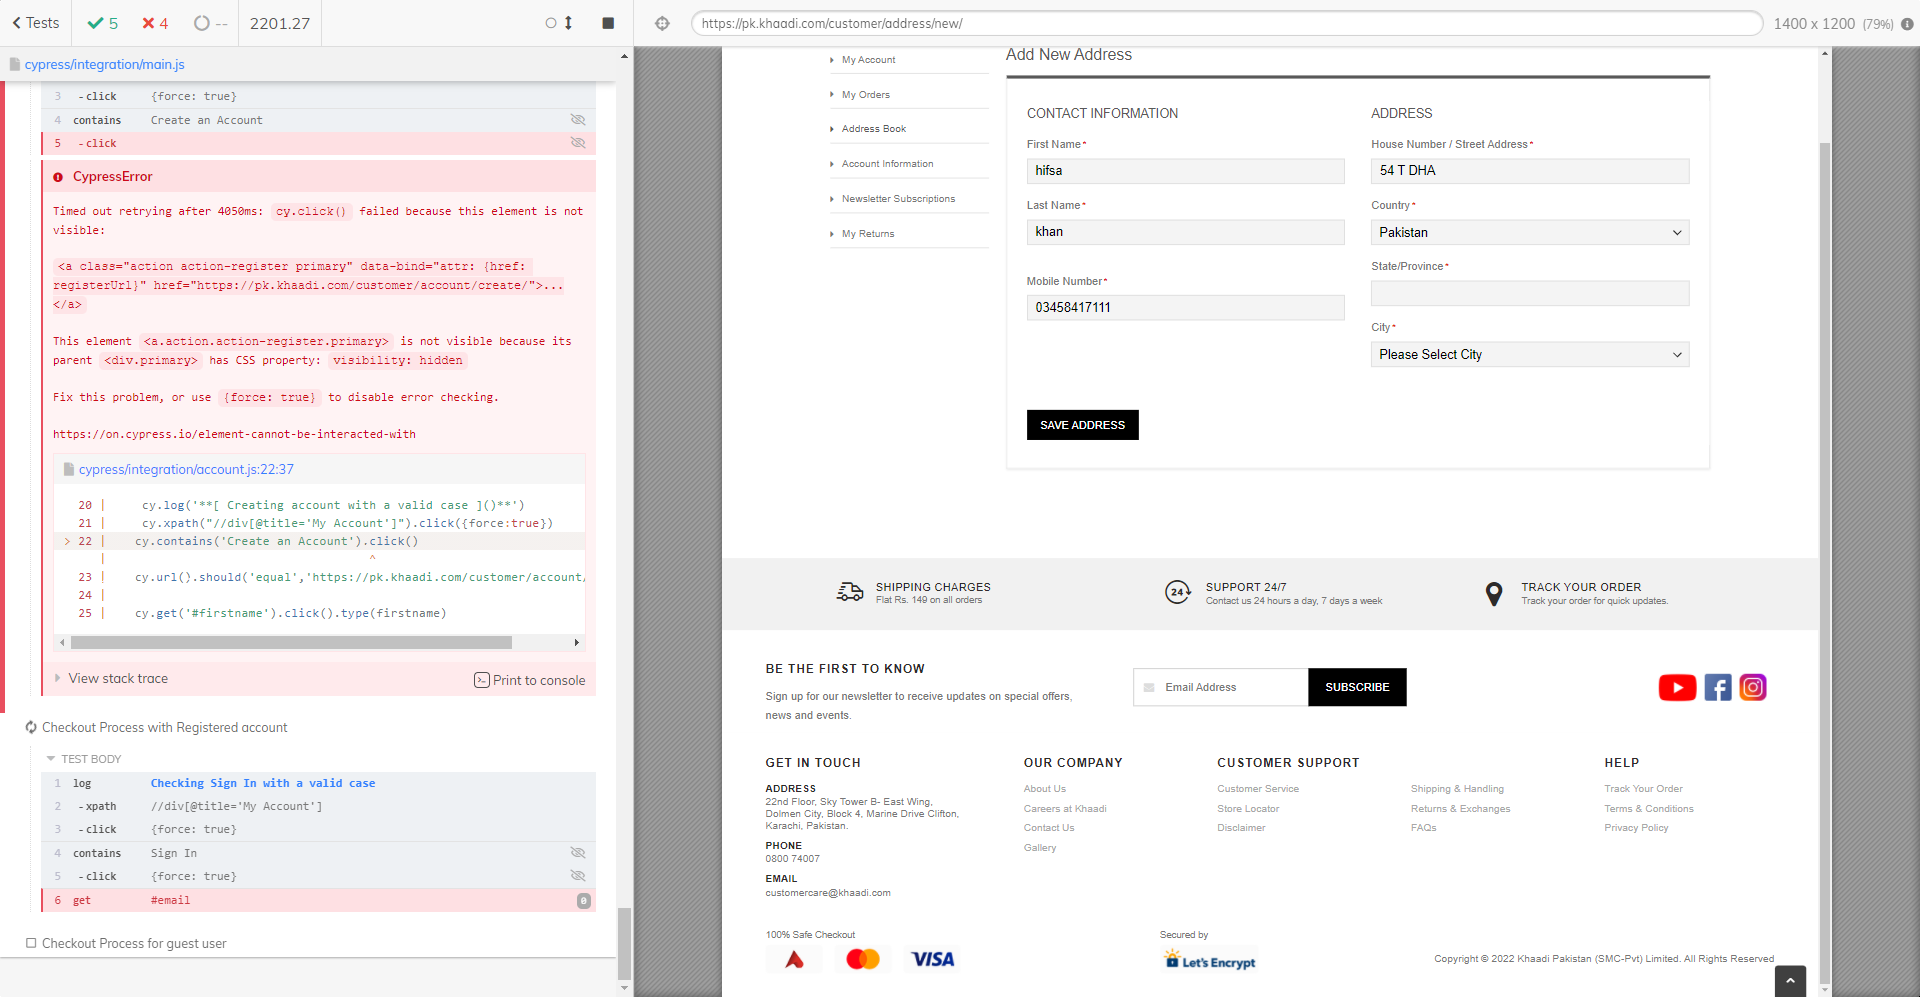 Tests
5
4
--
2201.27
cypress/integration/main.js
3 -click {force: true}
4 contains Create an Account
5 -click
CypressError
Timed out retrying after 4050ms: cy.click() failed because this element is not
visible:
<a class="action action-register primary" data-bind="attr: {href:
registerUrl}" href="https://pk.khaadi.com/customer/account/create/">...
</a>
This element <a.action.action-register.primary> is not visible because its
parent <div.primary> has CSS property: visibility: hidden
Fix this problem, or use {force: true} to disable error checking.
https://on.cypress.io/element-cannot-be-interacted-with
cypress/integration/account.js:22:37
20 | cy.log('**[ Creating account with a valid case ]()**')
21 | cy.xpath("//div[@title='My Account']").click({force:true})
> 22 | cy.contains('Create an Account').click()
| ^
23 | cy.url().should('equal','https://pk.khaadi.com/customer/account/
24 |
25 | cy.get('#firstname').click().type(firstname)
View stack trace
Print to console
Checkout Process with Registered account
TEST BODY
1 log Checking Sign In with a valid case
2 -xpath //div[@title='My Account']
3 -click {force: true}
4 contains Sign In
5 -click {force: true}
6 get #email 0
Checkout Process for guest user
https://pk.khaadi.com/customer/address/new/
1400 x 1200 (79%)
My Account
My Orders
Address Book
Account Information
Newsletter Subscriptions
My Returns
Add New Address
CONTACT INFORMATION
First Name*
hifsa
Last Name*
khan
Mobile Number*
03458417111
ADDRESS
House Number / Street Address*
54 T DHA
Country*
Pakistan
State/Province*
City*
Please Select City
SAVE ADDRESS
SHIPPING CHARGES
Flat Rs. 149 on all orders
24
SUPPORT 24/7
Contact us 24 hours a day, 7 days a week
TRACK YOUR ORDER
Track your order for quick updates.
BE THE FIRST TO KNOW
Sign up for our newsletter to receive updates on special offers,
news and events.
Email Address
SUBSCRIBE
GET IN TOUCH
ADDRESS
22nd Floor, Sky Tower B- East Wing,
Dolmen City, Block 4, Marine Drive Clifton,
Karachi, Pakistan.
PHONE
0800 74007
EMAIL
customercare@khaadi.com
OUR COMPANY
About Us
Careers at Khaadi
Contact Us
Gallery
CUSTOMER SUPPORT
Customer Service
Store Locator
Disclaimer
Shipping & Handling
Returns & Exchanges
FAQs
HELP
Track Your Order
Terms & Conditions
Privacy Policy
100% Safe Checkout
VISA
Secured by
Let's Encrypt
Copyright © 2022 Khaadi Pakistan (SMC-Pvt) Limited. All Rights Reserved